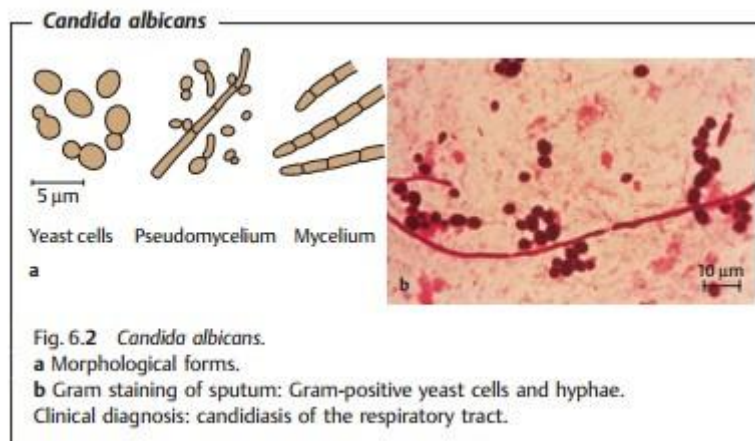 Candida albicans
5 µm
Yeast cells Pseudomycelium Mycelium
a
b
10 µm
Fig. 6.2 Candida albicans.
a Morphological forms.
b Gram staining of sputum: Gram-positive yeast cells and hyphae.
Clinical diagnosis: candidiasis of the respiratory tract.